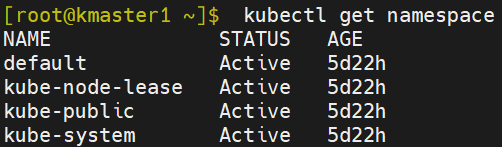 [root@kmaster1 ~]$  kubectl get namespace
NAME              STATUS   AGE
default           Active   5d22h
kube-node-lease   Active   5d22h
kube-public       Active   5d22h
kube-system       Active   5d22h